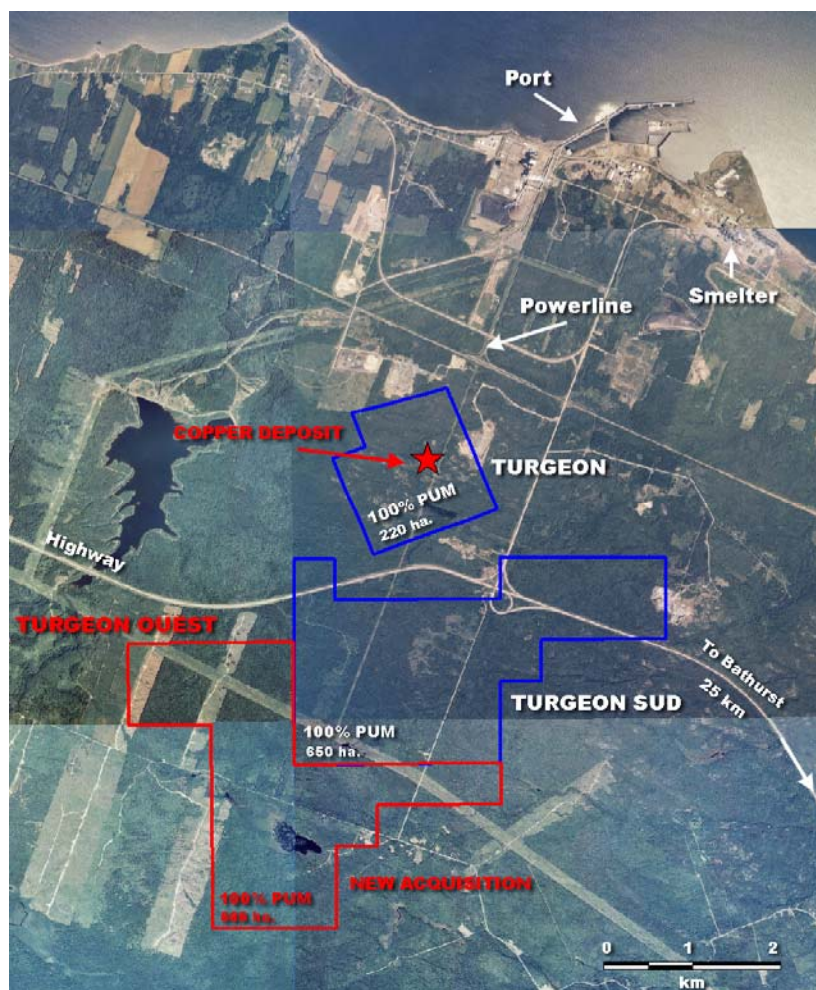 Port
Smelter
Powerline
COPPER DEPOSIT
TURGEON
100% PUM
220 ha.
Highway
TURGEON OUEST
To Bathurst
25 km
TURGEON SUD
100% PUM
650 ha.
NEW ACQUISITION
100% PUM
ha.
0 1 2
km